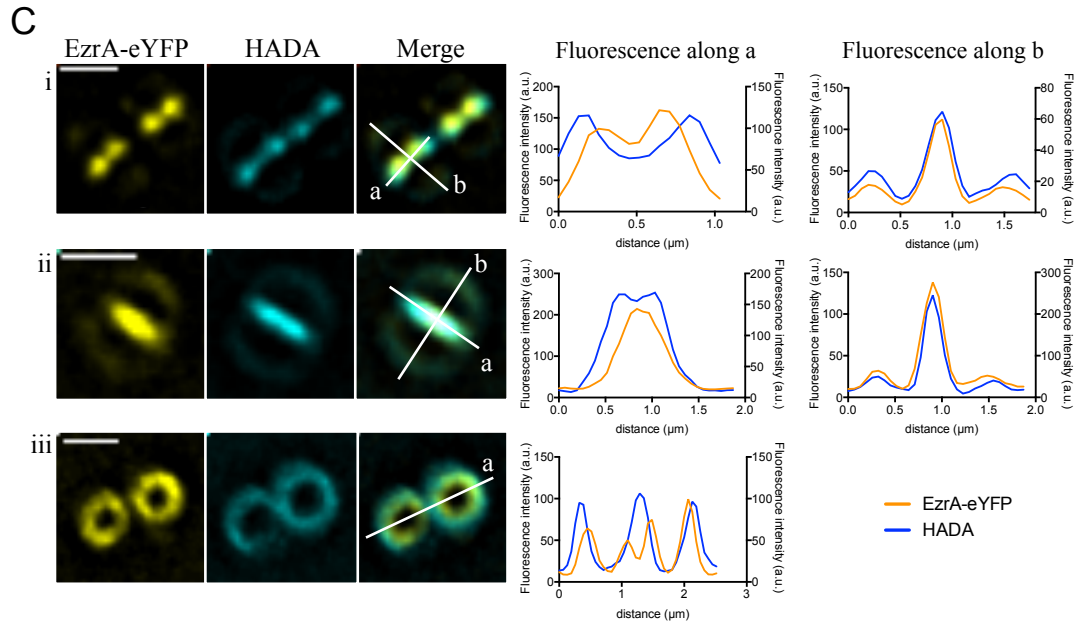 C
EzrA-eYFP HADA Merge Fluorescence along a Fluorescence along b
i
a b
Fluorescence intensity (a.u.)
200
150
100
50
0
150
100
50
0
Fluorescence intensity (a.u.)
0.0 0.5 1.0
distance (µm)
Fluorescence intensity (a.u.)
150
100
50
0
80
60
40
20
0
Fluorescence intensity (a.u.)
0.0 0.5 1.0 1.5
distance (µm)
ii
b
a
Fluorescence intensity (a.u.)
300
200
100
0
200
150
100
50
0
Fluorescence intensity (a.u.)
0.0 0.5 1.0 1.5 2.0
distance (µm)
Fluorescence intensity (a.u.)
150
100
50
0
300
200
100
0
Fluorescence intensity (a.u.)
0.0 0.5 1.0 1.5 2.0
distance (µm)
iii
a
Fluorescence intensity (a.u.)
150
100
50
0
150
100
50
0
Fluorescence intensity (a.u.)
0 1 2 3
distance (µm)
EzrA-eYFP
HADA